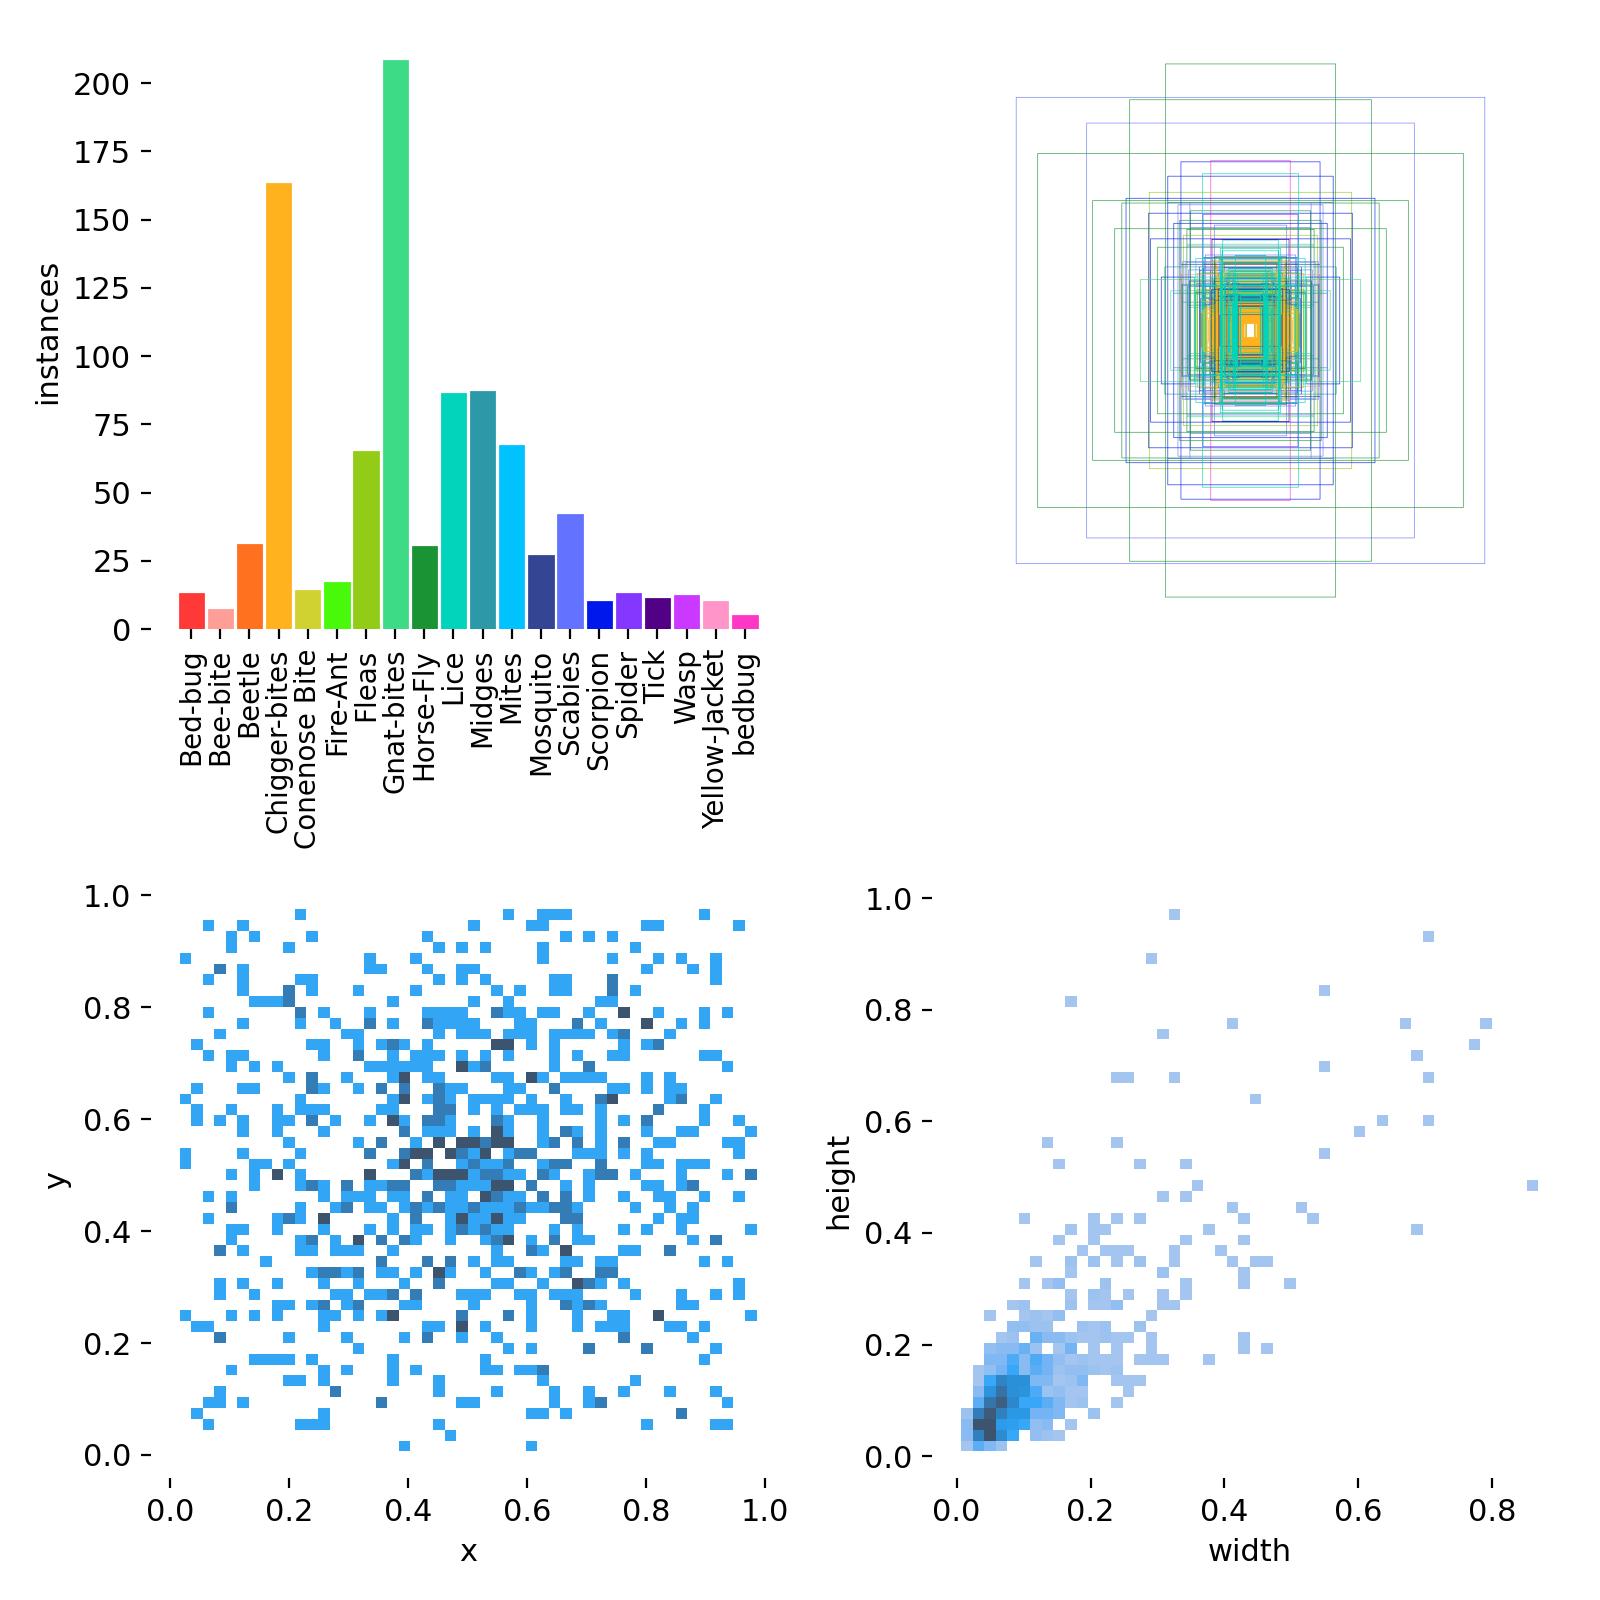 200
175
150
125
100
75
50
25
0
instances
Bed-bug
Bee-bite
Beetle
Chigger-bites
Conenose Bite
Fire-Ant
Fleas
Gnat-bites
Horse-Fly
Lice
Midges
Mites
Mosquito
Scabies
Scorpion
Spider
Tick
Wasp
Yellow-Jacket
bedbug
1.0
0.8
0.6
0.4
0.2
0.0
y
0.0 0.2 0.4 0.6 0.8 1.0
x
1.0
0.8
0.6
0.4
0.2
0.0
height
0.0 0.2 0.4 0.6 0.8
width